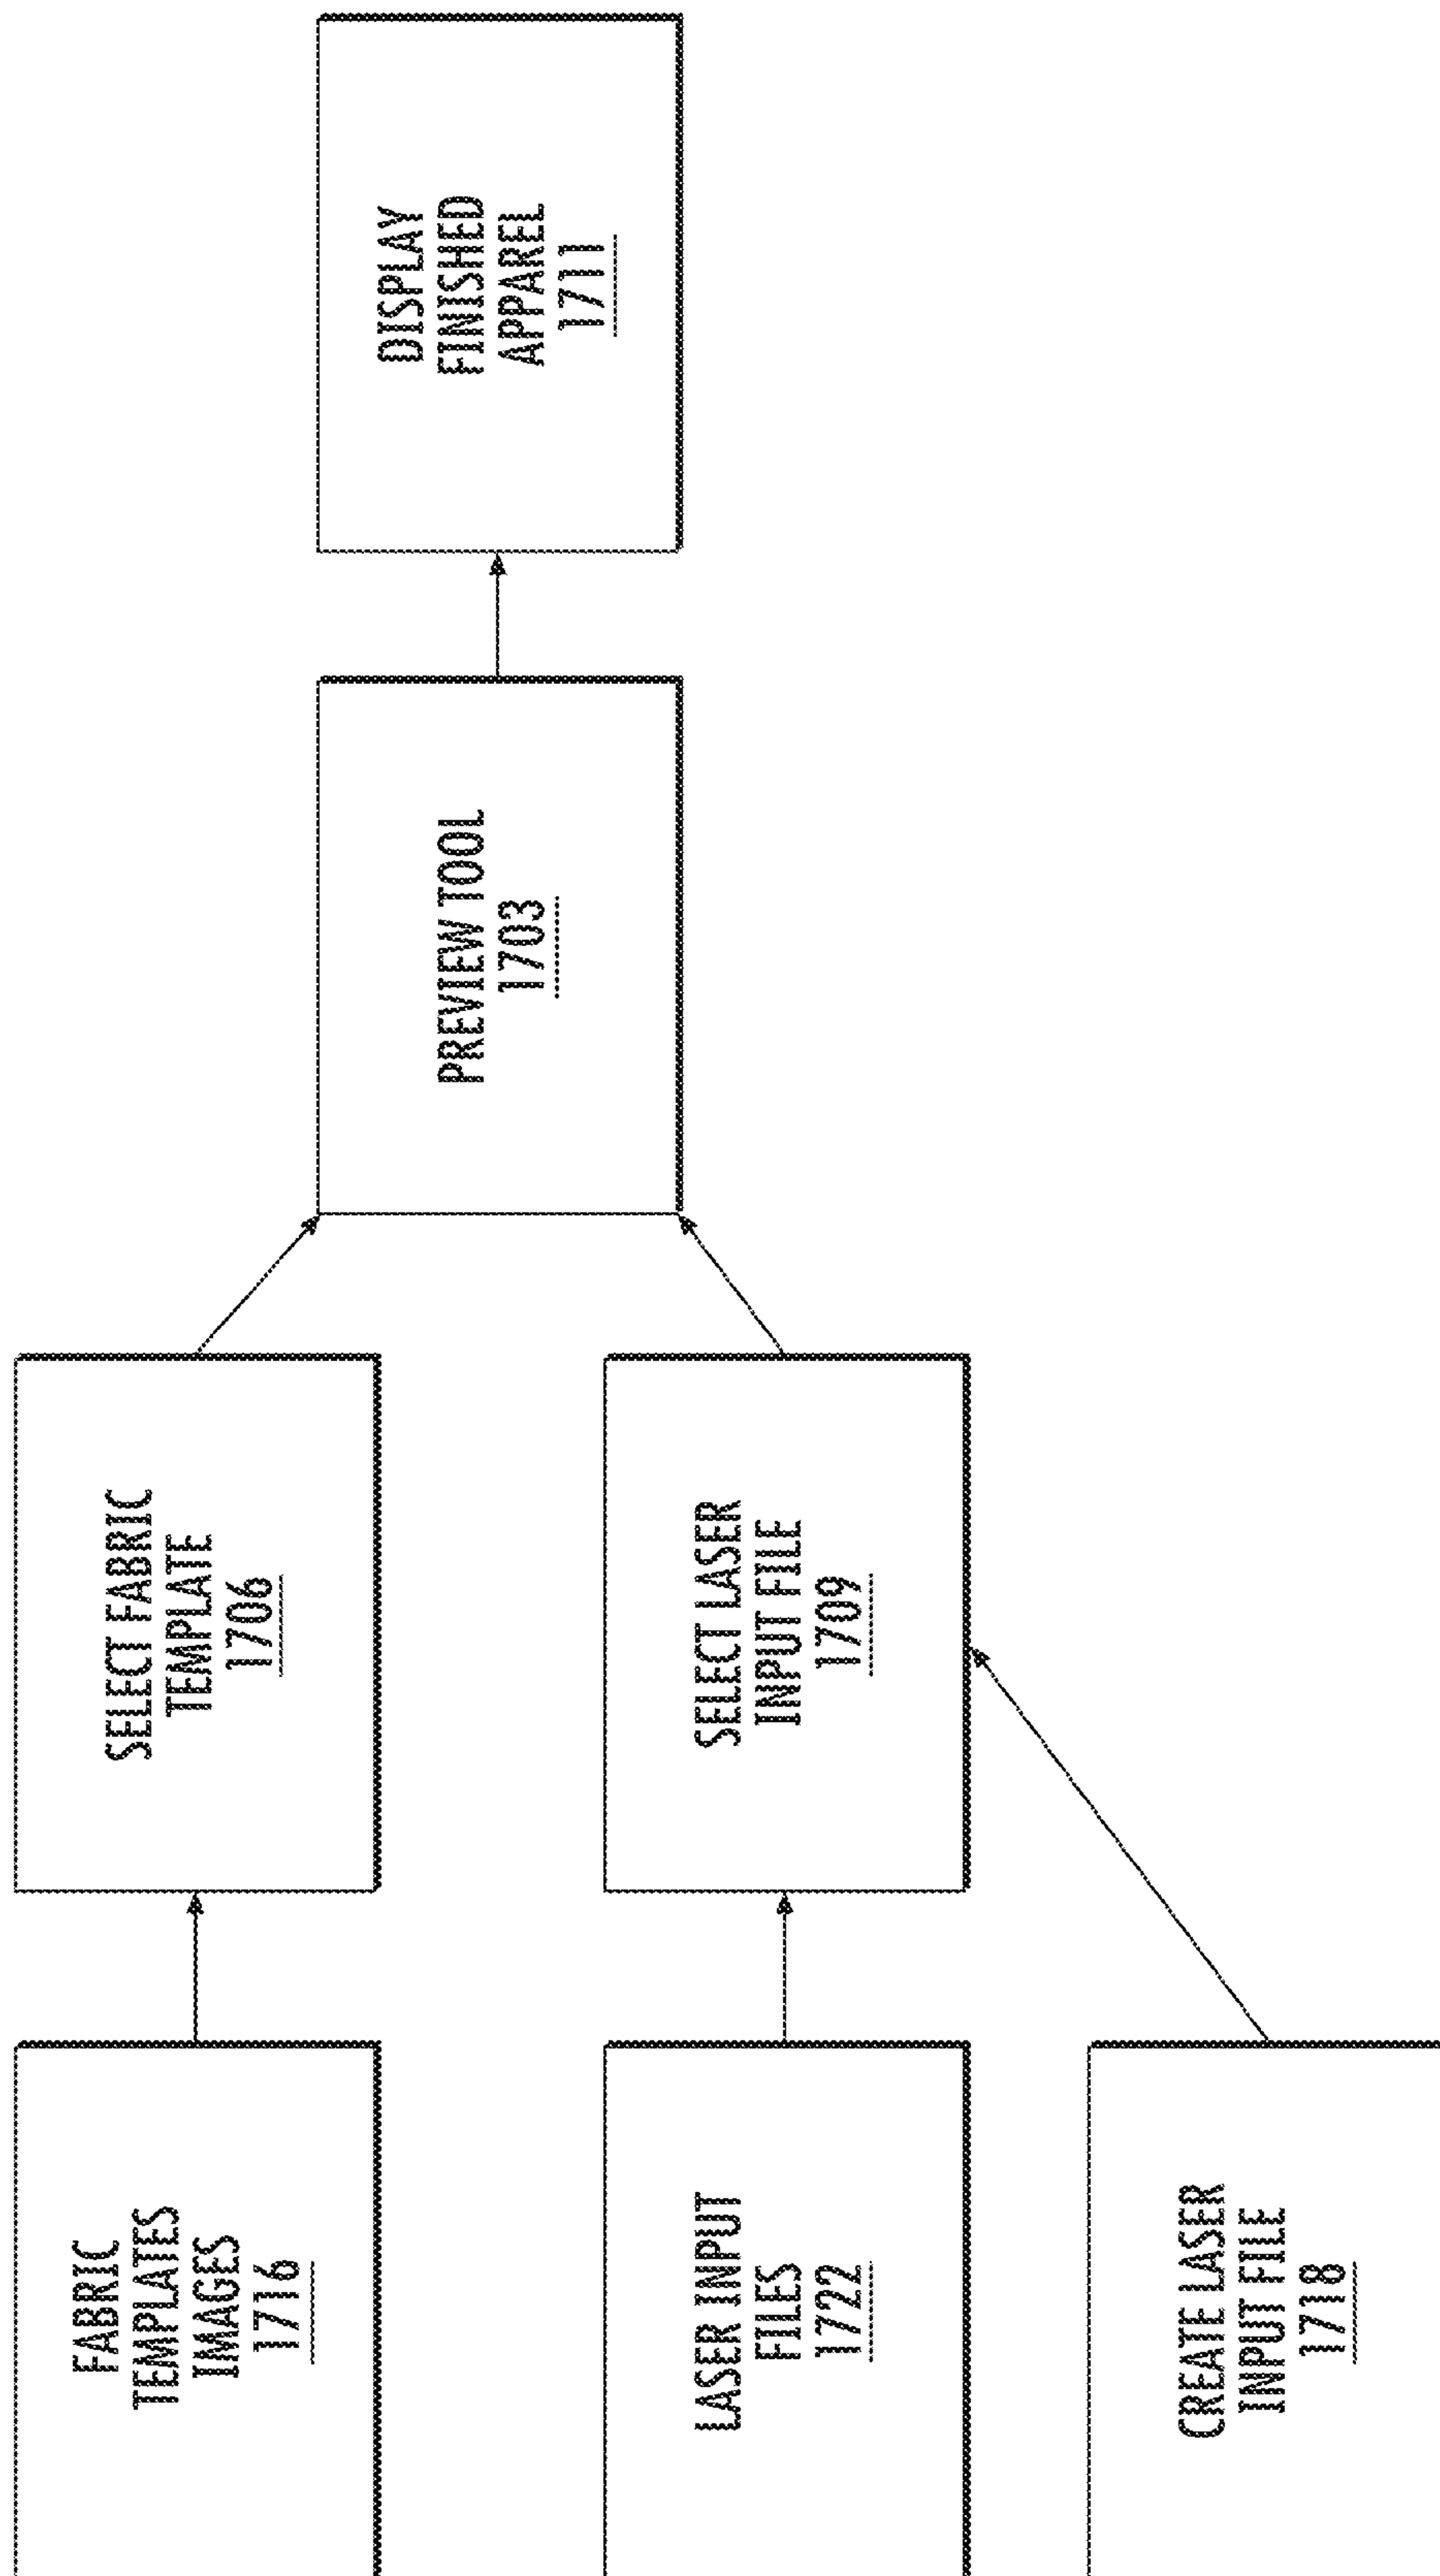 FABRIC
TEMPLATES
IMAGES
1716
SELECT FABRIC
TEMPLATE
1706
LASER INPUT
FILES
1722
SELECT LASER
INPUT FILE
1709
CREATE LASER
INPUT FILE
1718
PREVIEW TOOL
1703
DISPLAY
FINISHED
APPAREL
1711